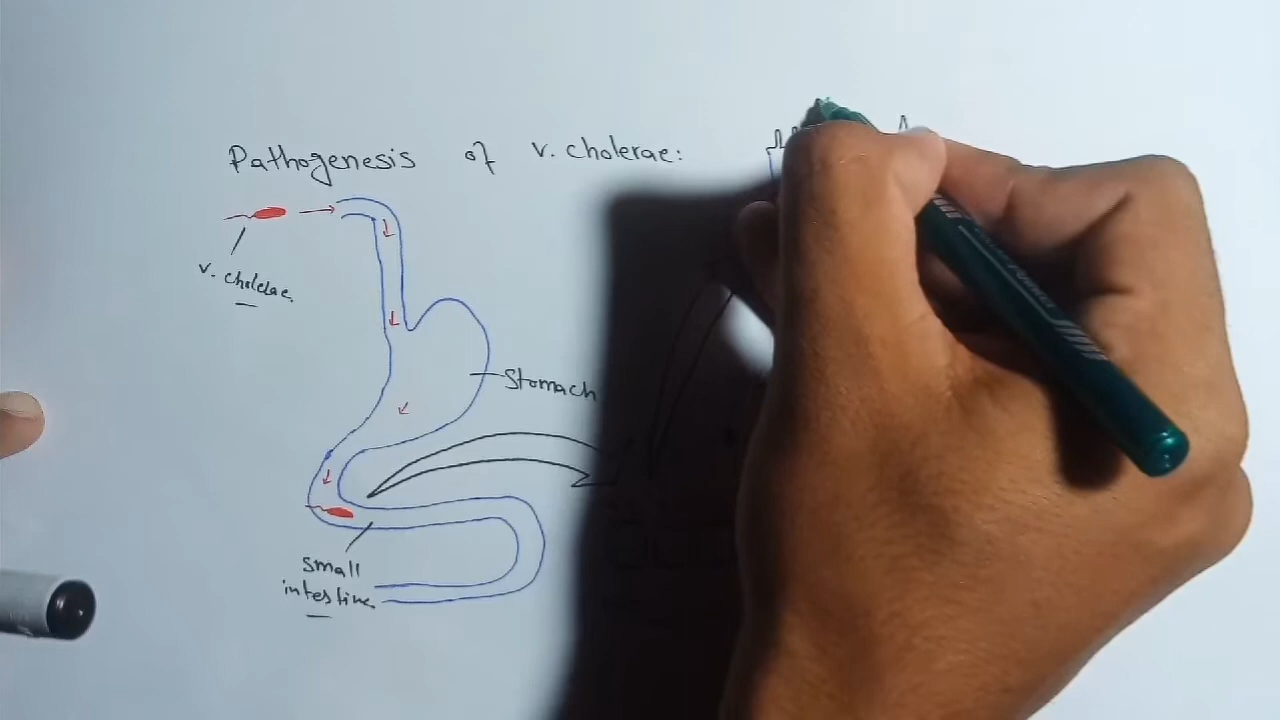 Pathogenesis of v. cholerae:
v. cholerae
Stomach
small
intestine